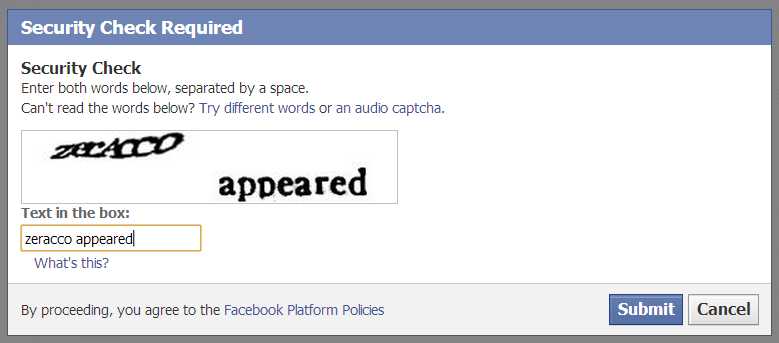 Security Check Required
Security Check
Enter both words below, separated by a space.
Can't read the words below? Try different words or an audio captcha.
zerACCO
appeared
Text in the box:
zeracco appeared
What's this?
By proceeding, you agree to the Facebook Platform Policies
Submit Cancel